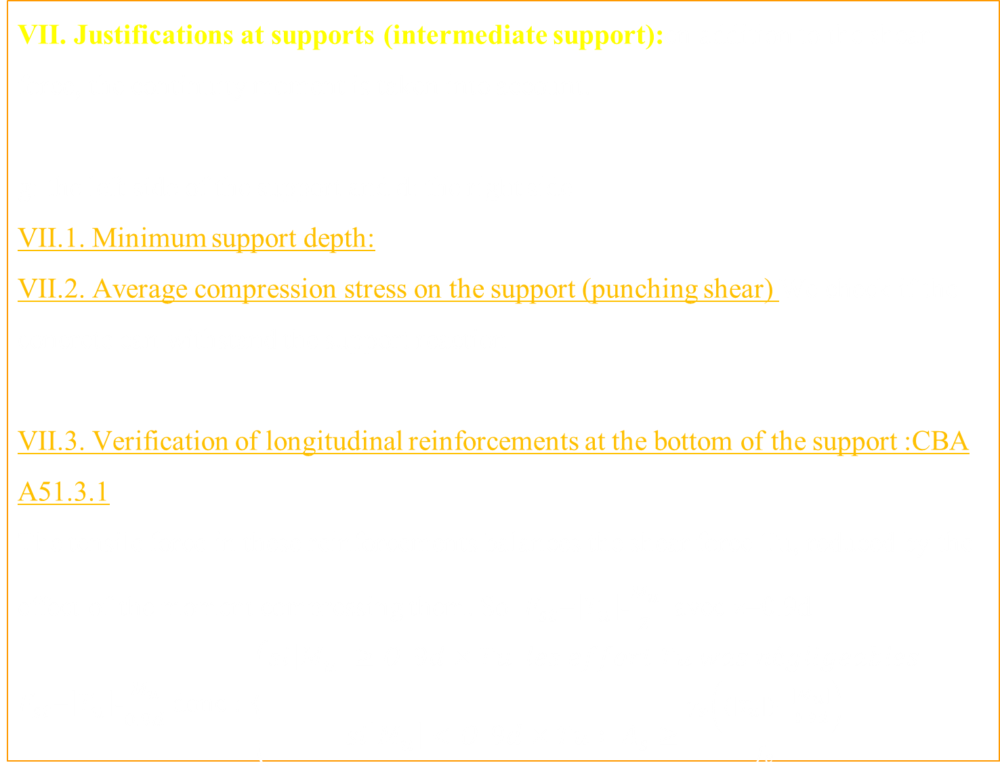 VII. Justifications at supports (intermediate support):
VII.1. Minimum support depth:
VII.2. Average compression stress on the support (punching shear)
VII.3. Verification of longitudinal reinforcements at the bottom of the support :CBA
A51.3.1